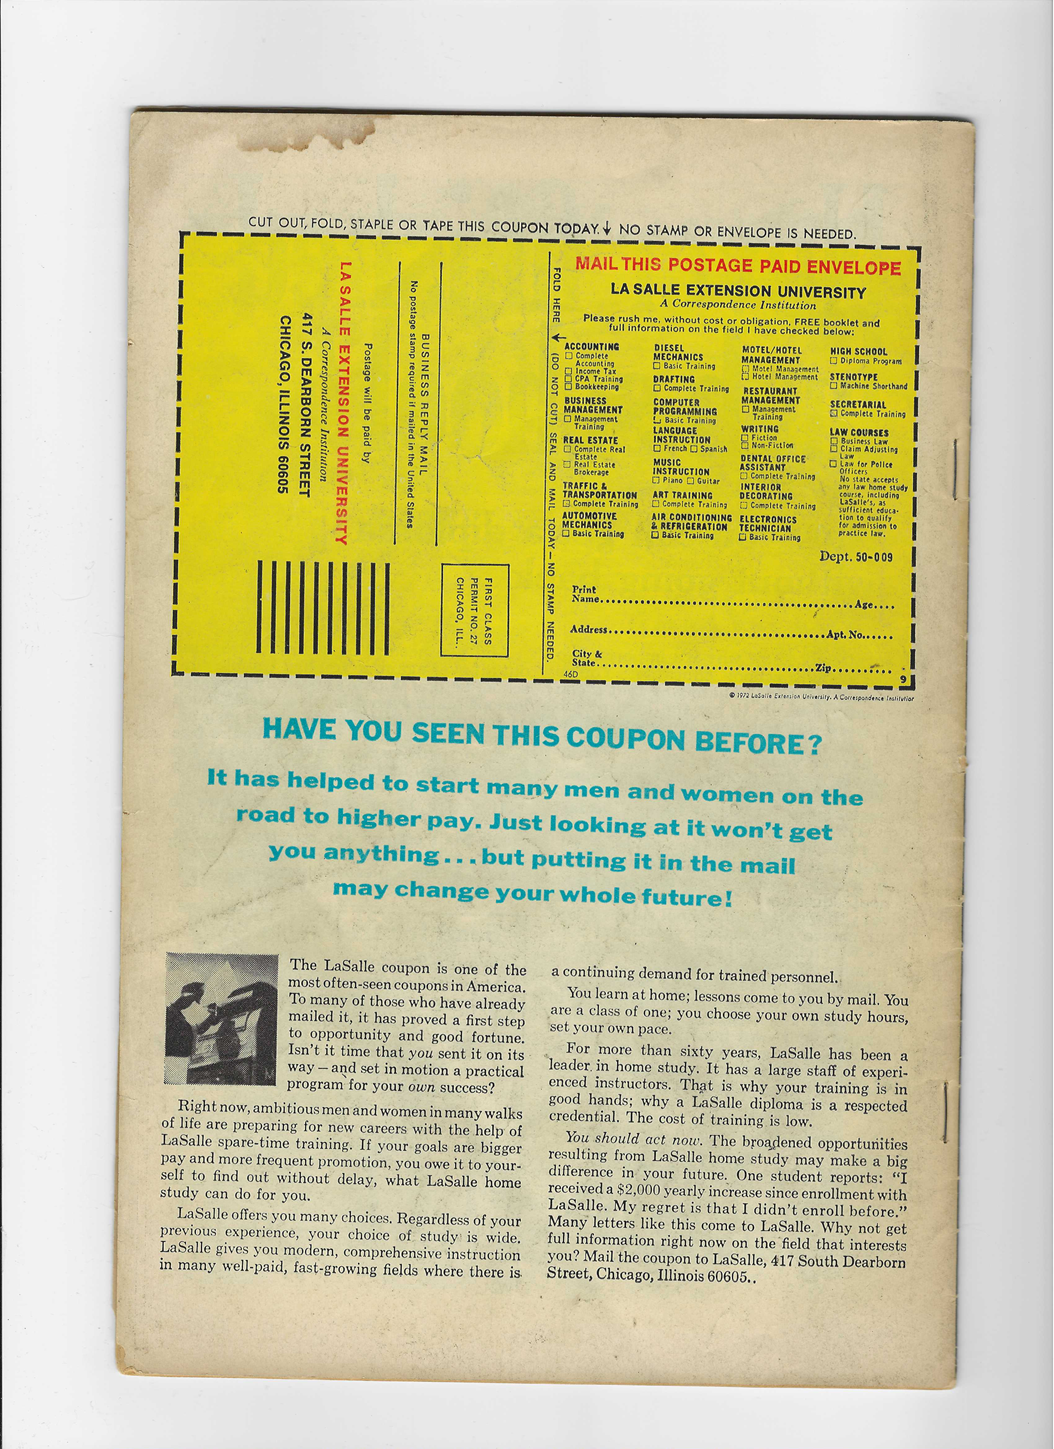 CUT OUT, FOLD, STAPLE OR TAPE THIS COUPON TODAY. NO STAMP OR ENVELOPE IS NEEDED.
LA SALLE EXTENSION UNIVERSITY
A Correspondence Institution
417 S. DEARBORN STREET
CHICAGO, ILLINOIS 60605
Postage will be paid by
BUSINESS REPLY MAIL
No postage stamp required if mailed in the United States
FIRST CLASS
PERMIT NO. 27
CHICAGO, ILL.
FOLD HERE (DO NOT CUT) SEAL AND MAIL TODAY — NO STAMP NEEDED.
MAIL THIS POSTAGE PAID ENVELOPE
LA SALLE EXTENSION UNIVERSITY
A Correspondence Institution
Please rush me, without cost or obligation, FREE booklet and
full information on the field I have checked below:
ACCOUNTING
☐ Complete
Accounting
☐ Income Tax
☐ CPA Training
☐ Bookkeeping
BUSINESS
MANAGEMENT
☐ Management
Training
REAL ESTATE
☐ Complete Real
Estate
☐ Real Estate
Brokerage
TRAFFIC &
TRANSPORTATION
☐ Complete Training
AUTOMOTIVE
MECHANICS
☐ Basic Training
DIESEL
MECHANICS
☐ Basic Training
DRAFTING
☐ Complete Training
COMPUTER
PROGRAMMING
☐ Basic Training
LANGUAGE
INSTRUCTION
☐ French ☐ Spanish
MUSIC
INSTRUCTION
☐ Piano ☐ Guitar
ART TRAINING
☐ Complete Training
AIR CONDITIONING
& REFRIGERATION
☐ Basic Training
MOTEL/HOTEL
MANAGEMENT
☐ Motel Management
☐ Hotel Management
RESTAURANT
MANAGEMENT
☐ Management
Training
WRITING
☐ Fiction
☐ Non-Fiction
DENTAL OFFICE
ASSISTANT
☐ Complete Training
INTERIOR
DECORATING
☐ Complete Training
ELECTRONICS
TECHNICIAN
☐ Basic Training
HIGH SCHOOL
☐ Diploma Program
STENOTYPE
☐ Machine Shorthand
SECRETARIAL
☐ Complete Training
LAW COURSES
☐ Business Law
☐ Claim Adjusting
Law
☐ Law for Police
Officers
No state accepts
any law home study
course, including
LaSalle's, as
sufficient educa-
tion to qualify
for admission to
practice law.
Dept. 50-009
Print
Name Age
Address Apt. No.
City &
State Zip
46D
9
© 1972 LaSalle Extension University. A Correspondence Institution
HAVE YOU SEEN THIS COUPON BEFORE?
It has helped to start many men and women on the
road to higher pay. Just looking at it won't get
you anything... but putting it in the mail
may change your whole future!
The LaSalle coupon is one of the
most often-seen coupons in America.
To many of those who have already
mailed it, it has proved a first step
to opportunity and good fortune.
Isn't it time that you sent it on its
way — and set in motion a practical
program for your own success?
Right now, ambitious men and women in many walks
of life are preparing for new careers with the help of
LaSalle spare-time training. If your goals are bigger
pay and more frequent promotion, you owe it to your-
self to find out without delay, what LaSalle home
study can do for you.
LaSalle offers you many choices. Regardless of your
previous experience, your choice of study is wide.
LaSalle gives you modern, comprehensive instruction
in many well-paid, fast-growing fields where there is
a continuing demand for trained personnel.
You learn at home; lessons come to you by mail. You
are a class of one; you choose your own study hours,
set your own pace.
For more than sixty years, LaSalle has been a
leader in home study. It has a large staff of experi-
enced instructors. That is why your training is in
good hands; why a LaSalle diploma is a respected
credential. The cost of training is low.
You should act now. The broadened opportunities
resulting from LaSalle home study may make a big
difference in your future. One student reports: "I
received a $2,000 yearly increase since enrollment with
LaSalle. My regret is that I didn't enroll before."
Many letters like this come to LaSalle. Why not get
full information right now on the field that interests
you? Mail the coupon to LaSalle, 417 South Dearborn
Street, Chicago, Illinois 60605..